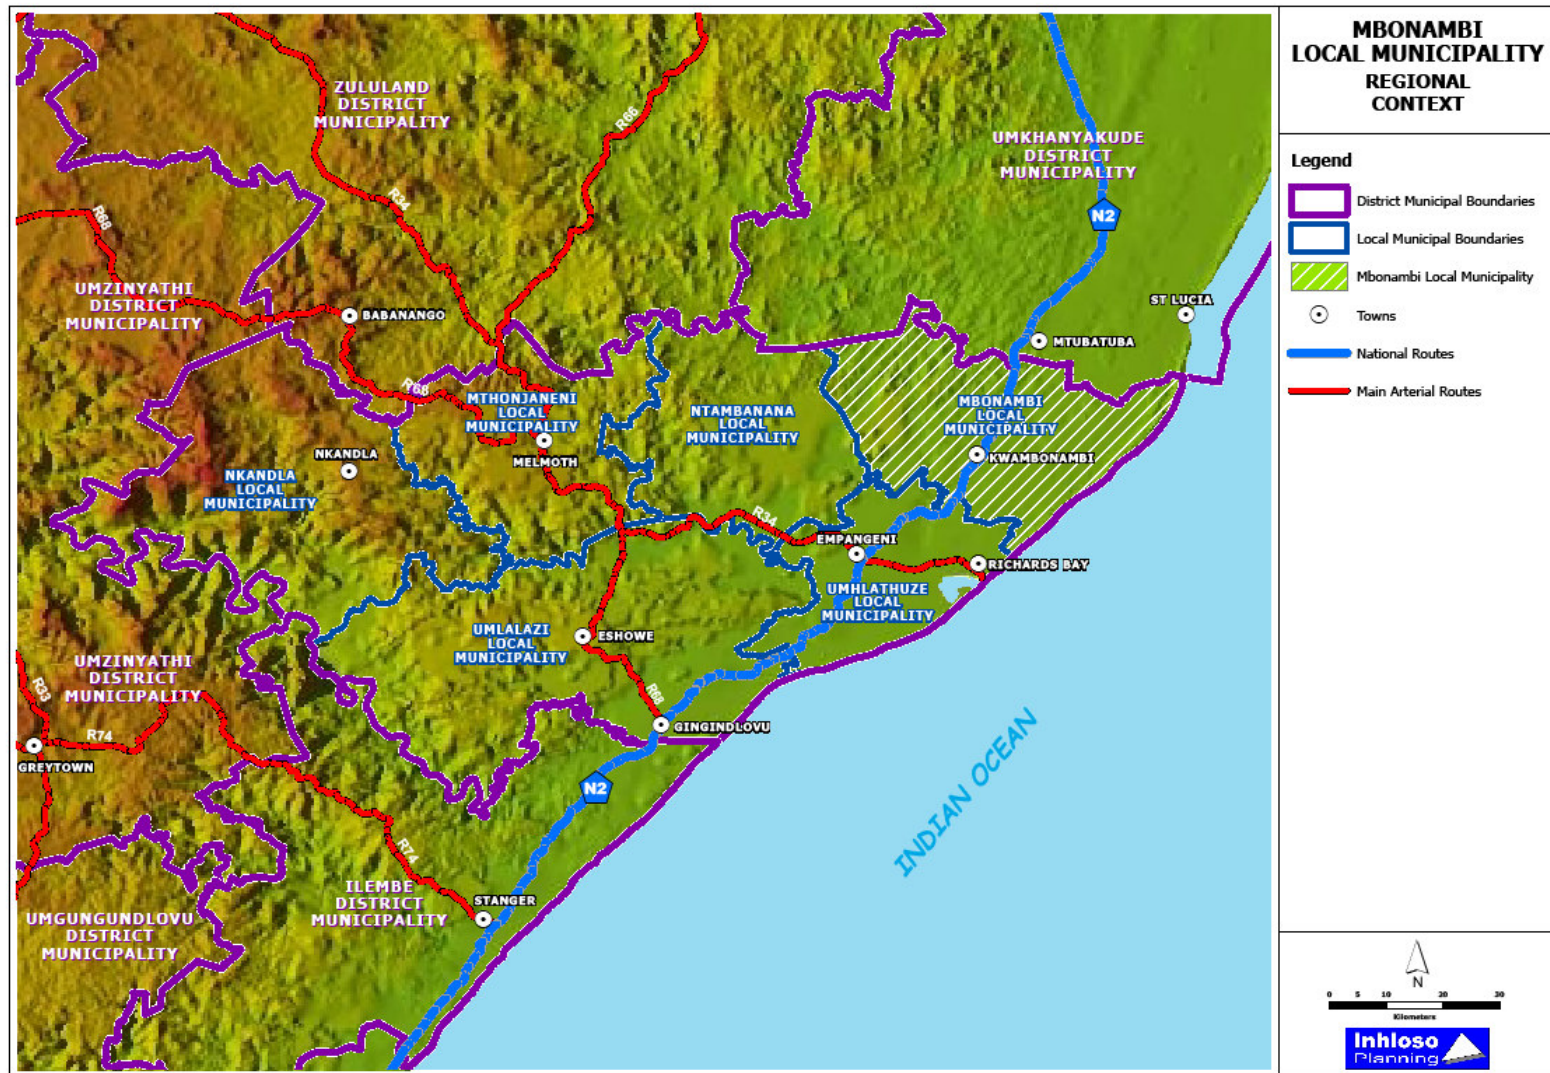 MBONAMBI
LOCAL MUNICIPALITY
REGIONAL
CONTEXT
Legend
District Municipal Boundaries
Local Municipal Boundaries
Mbonambi Local Municipality
Towns
National Routes
Main Arterial Routes
ZULULAND
DISTRICT
MUNICIPALITY
R66
R34
UMKHANYAKUDE
DISTRICT
MUNICIPALITY
N2
R68
UMZINYATHI
DISTRICT
MUNICIPALITY
BABANANGO
ST LUCIA
MTUBATUBA
R68
MTHONJANENI
LOCAL
MUNICIPALITY
NTAMBANANA
LOCAL
MUNICIPALITY
MBONAMBI
LOCAL
MUNICIPALITY
NKANDLA
MELMOTH
KWAMBONAMBI
NKANDLA
LOCAL
MUNICIPALITY
R34
EMPANGENI
RICHARDS BAY
UMHLATHUZE
LOCAL
MUNICIPALITY
UMLALAZI
LOCAL
MUNICIPALITY
ESHOWE
UMZINYATHI
DISTRICT
MUNICIPALITY
R33
R68
GINGINDLOVU
R74
GREYTOWN
N2
INDIAN OCEAN
R74
ILEMBE
DISTRICT
MUNICIPALITY
STANGER
UMGUNGUNDLOVU
DISTRICT
MUNICIPALITY
N
0 5 10 20 30
Kilometers
Inhloso
Planning